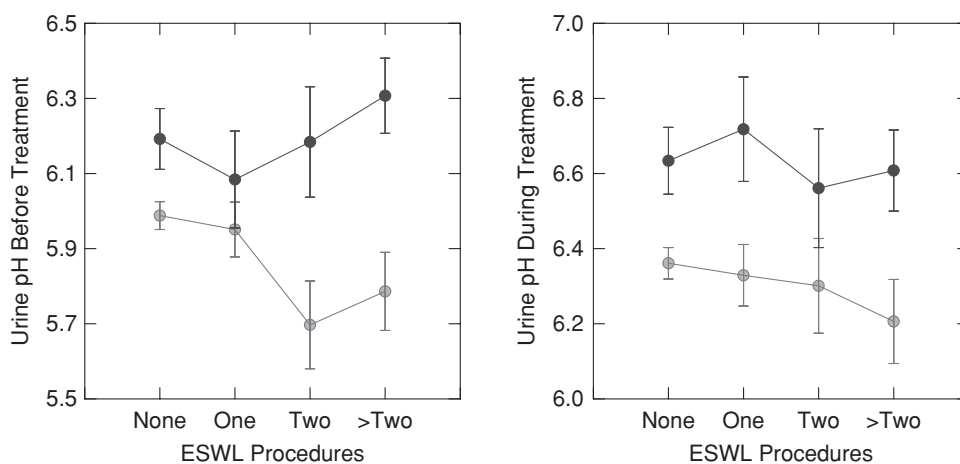 Urine pH Before Treatment
6.5
6.3
6.1
5.9
5.7
5.5
None One Two >Two
ESWL Procedures
Urine pH During Treatment
7.0
6.8
6.6
6.4
6.2
6.0
None One Two >Two
ESWL Procedures